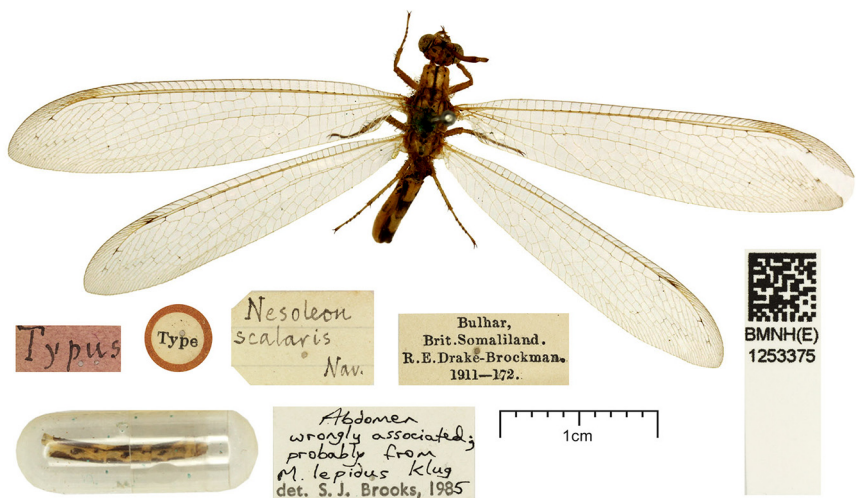 Typus
Type
Nesoleon
scalaris
Nav.
Bulhar,
Brit. Somaliland.
R.E.Drake-Brockman.
1911—172.
BMNH(E)
1253375
Abdomen
wrongly associated;
probably from
M. lepidus Klug
det. S. J. Brooks, 1985
1cm